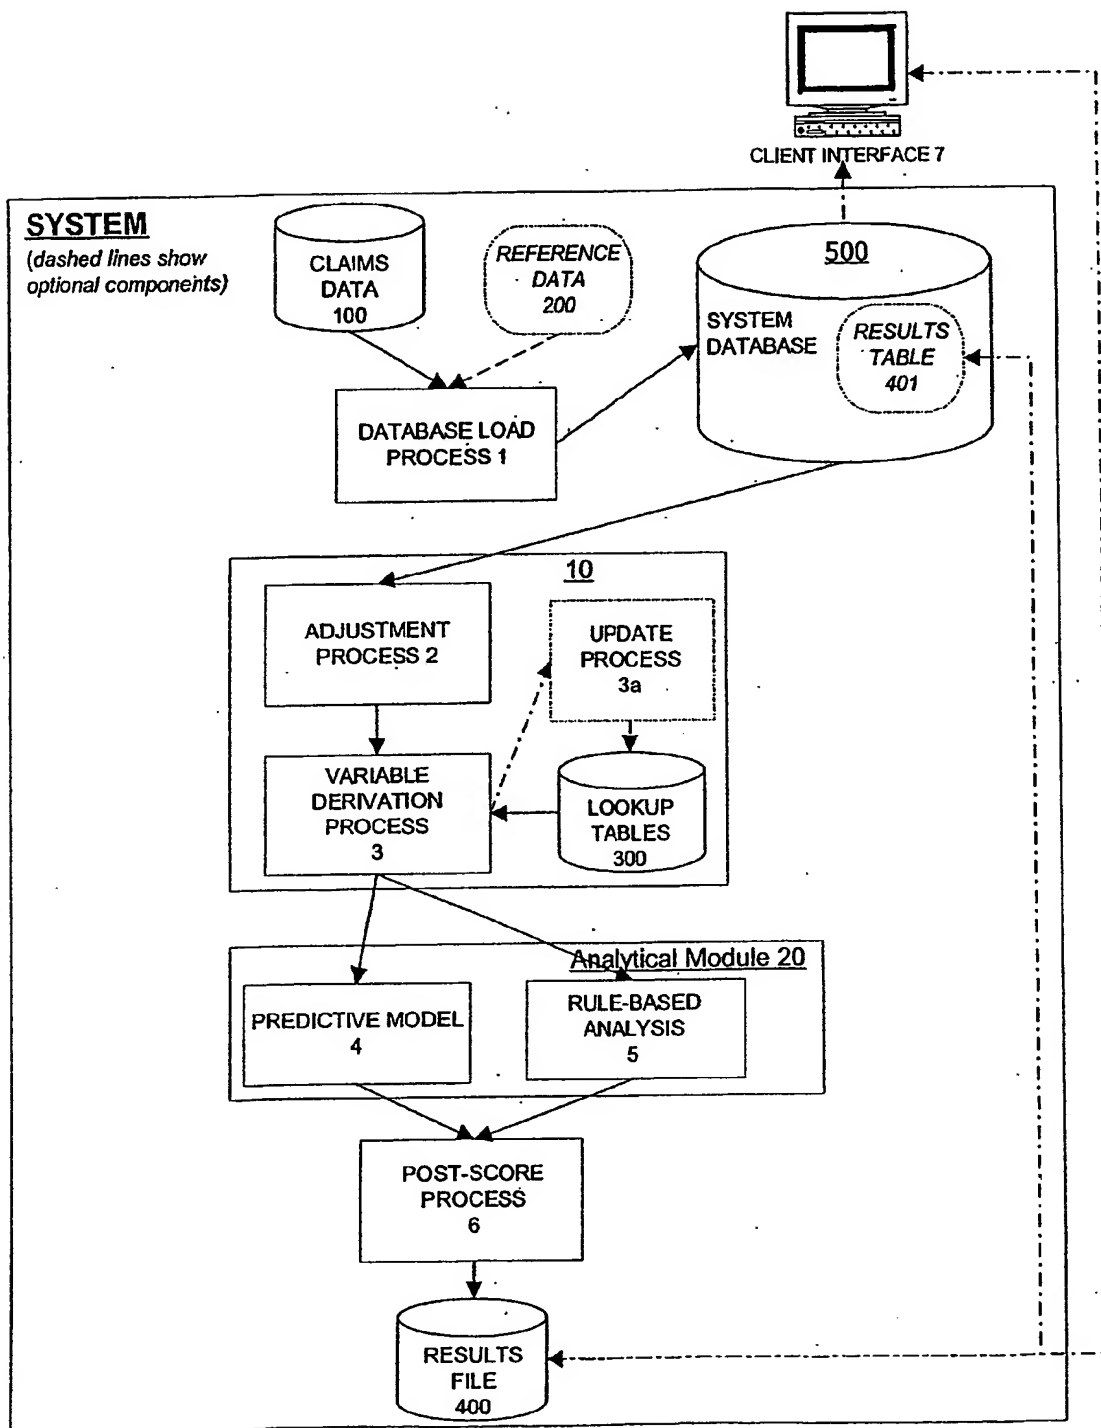 CLIENT INTERFACE 7
SYSTEM
(dashed lines show
optional components)
CLAIMS
DATA
100
REFERENCE
DATA
200
500
SYSTEM
DATABASE
RESULTS
TABLE
401
DATABASE LOAD
PROCESS 1
10
ADJUSTMENT
PROCESS 2
UPDATE
PROCESS
3a
VARIABLE
DERIVATION
PROCESS
3
LOOKUP
TABLES
300
Analytical Module 20
PREDICTIVE MODEL
4
RULE-BASED
ANALYSIS
5
POST-SCORE
PROCESS
6
RESULTS
FILE
400